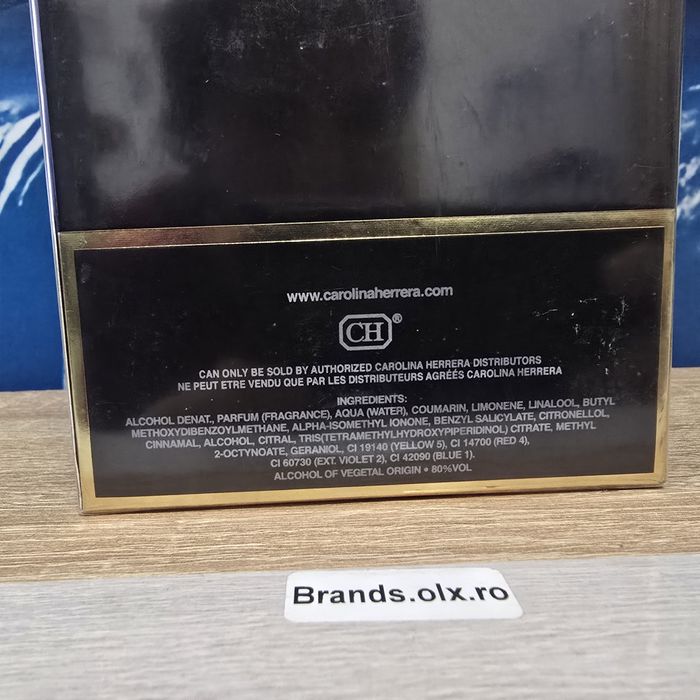 www.carolinaherrera.com
CH®
CAN ONLY BE SOLD BY AUTHORIZED CAROLINA HERRERA DISTRIBUTORS
NE PEUT ETRE VENDU QUE PAR LES DISTRIBUTEURS AGRÉÉS CAROLINA HERRERA
INGREDIENTS:
ALCOHOL DENAT., PARFUM (FRAGRANCE), AQUA (WATER), COUMARIN, LIMONENE, LINALOOL, BUTYL
METHOXYDIBENZOYLMETHANE, ALPHA-ISOMETHYL IONONE, BENZYL SALICYLATE, CITRONELLOL,
CINNAMAL, ALCOHOL, CITRAL, TRIS(TETRAMETHYLHYDROXYPIPERIDINOL) CITRATE, METHYL
2-OCTYNOATE, GERANIOL, CI 19140 (YELLOW 5), CI 14700 (RED 4),
CI 60730 (EXT. VIOLET 2), CI 42090 (BLUE 1).
ALCOHOL OF VEGETAL ORIGIN • 80%VOL
Brands.olx.ro